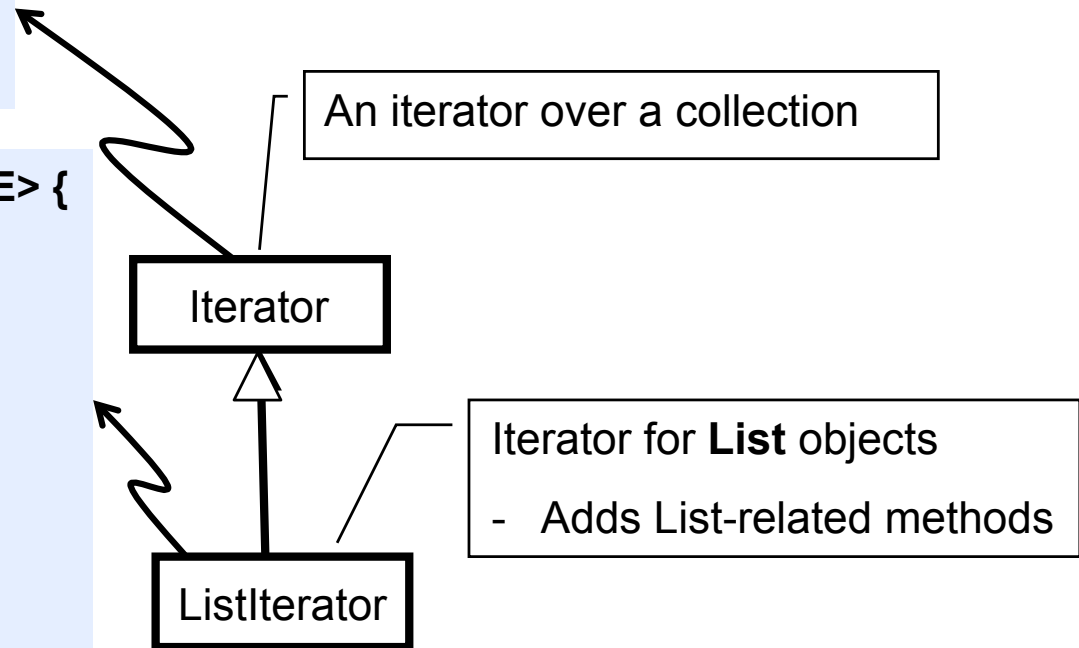 An iterator over a collection
E> {
Iterator
Iterator for List objects
- Adds List-related methods
ListIterator